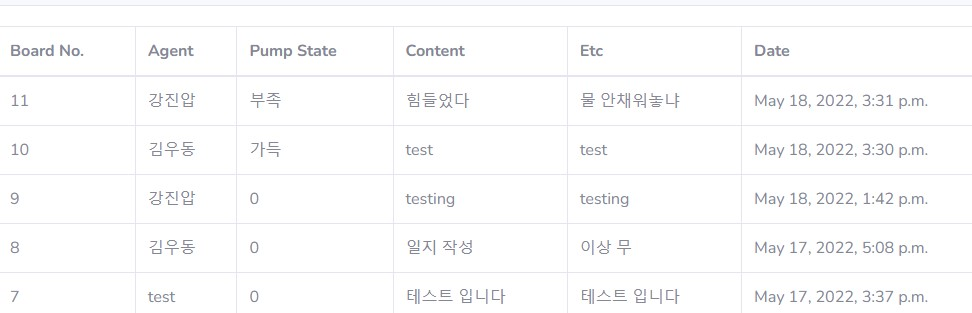 Board No. Agent Pump State Content Etc Date
11 강진압 부족 힘들었다 물 안채워놓냐 May 18, 2022, 3:31 p.m.
10 김우동 가득 test test May 18, 2022, 3:30 p.m.
9 강진압 0 testing testing May 18, 2022, 1:42 p.m.
8 김우동 0 일지 작성 이상 무 May 17, 2022, 5:08 p.m.
7 test 0 테스트 입니다 테스트 입니다 May 17, 2022, 3:37 p.m.